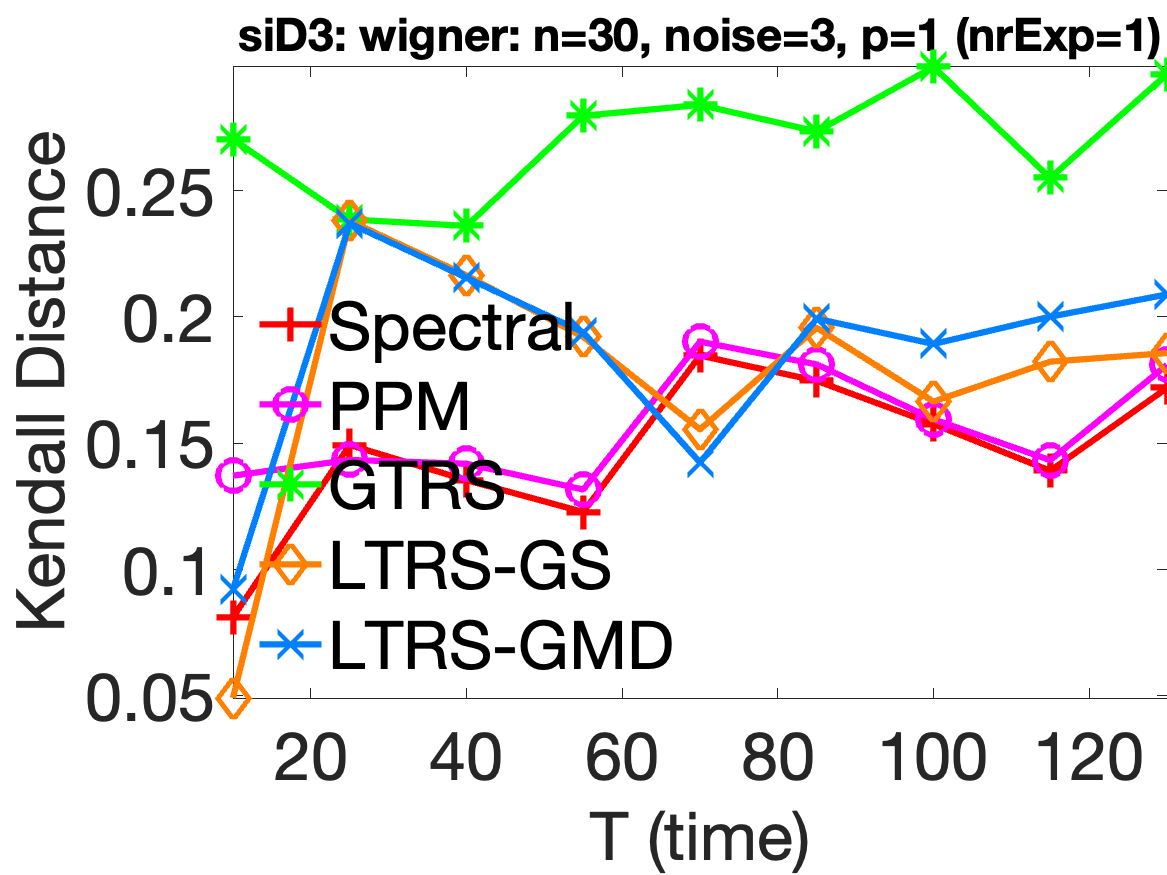 siD3: wigner: n=30, noise=3, p=1 (nrExp=1)
Kendall Distance
0.25
0.2
0.15
0.1
0.05
Spectral
PPM
GTRS
LTRS-GS
LTRS-GMD
20 40 60 80 100 120
T (time)